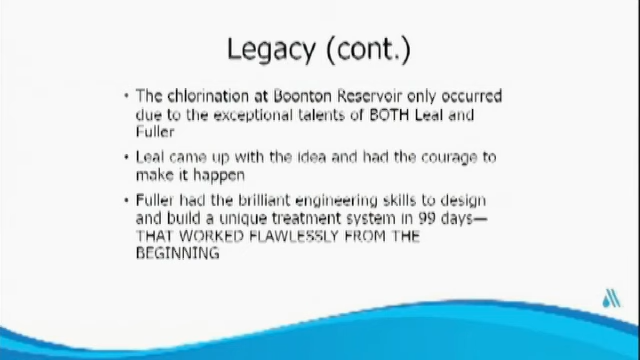 Legacy (cont.)
• The chlorination at Boonton Reservoir only occurred
due to the exceptional talents of BOTH Leal and
Fuller
• Leal came up with the idea and had the courage to
make it happen
• Fuller had the brilliant engineering skills to design
and build a unique treatment system in 99 days—
THAT WORKED FLAWLESSLY FROM THE
BEGINNING